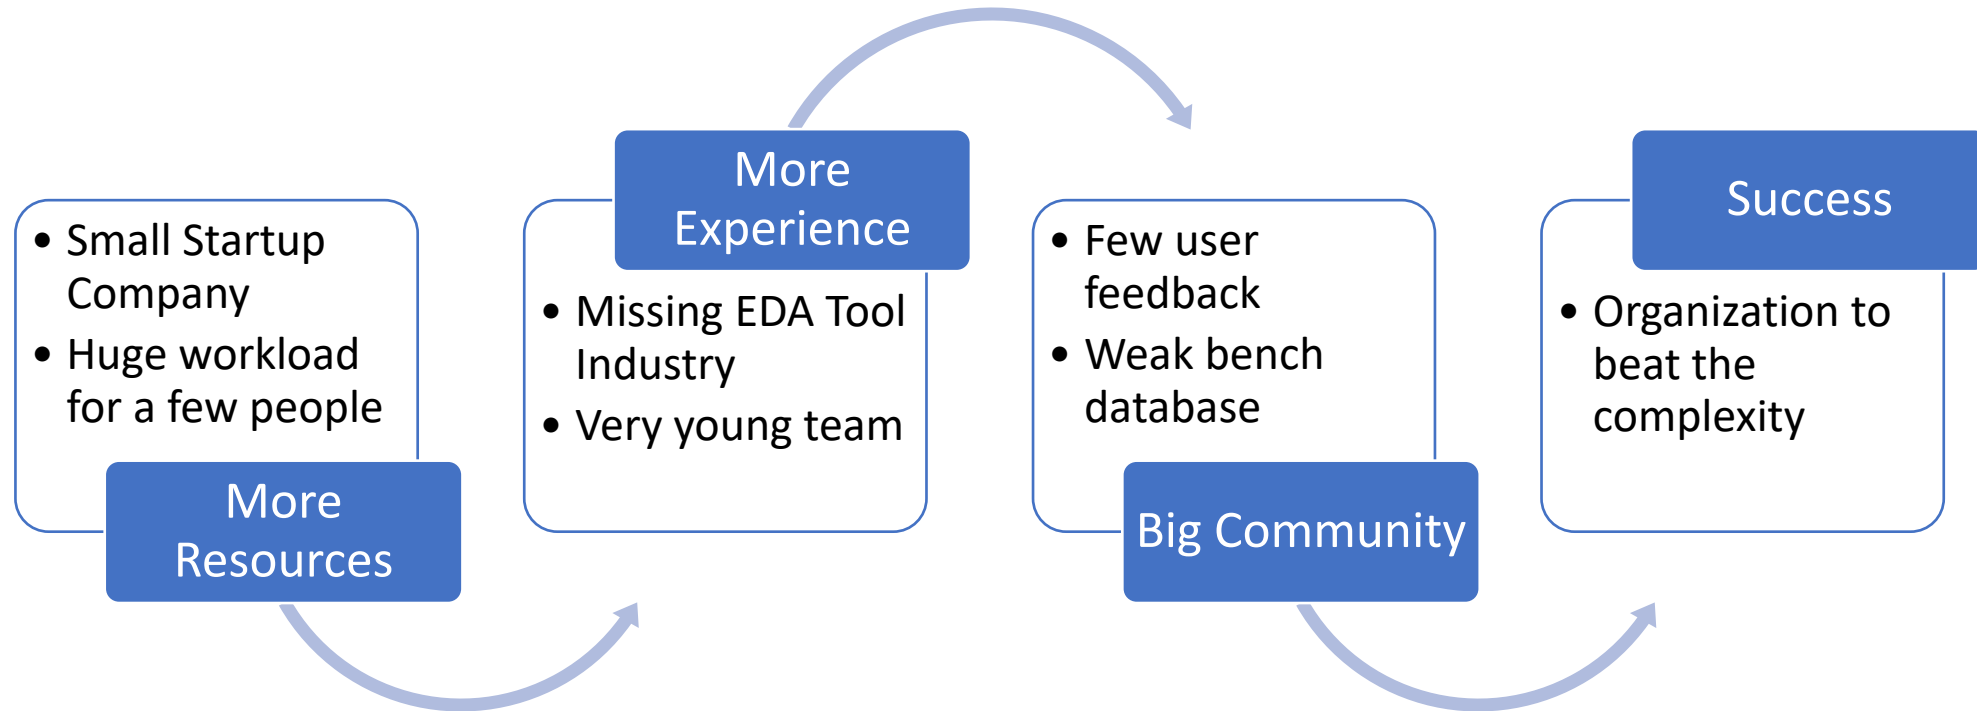 • Small Startup
Company
• Huge workload
for a few people
More
Resources
More
Experience
• Missing EDA Tool
Industry
• Very young team
• Few user
feedback
• Weak bench
database
Big Community
Success
• Organization to
beat the
complexity